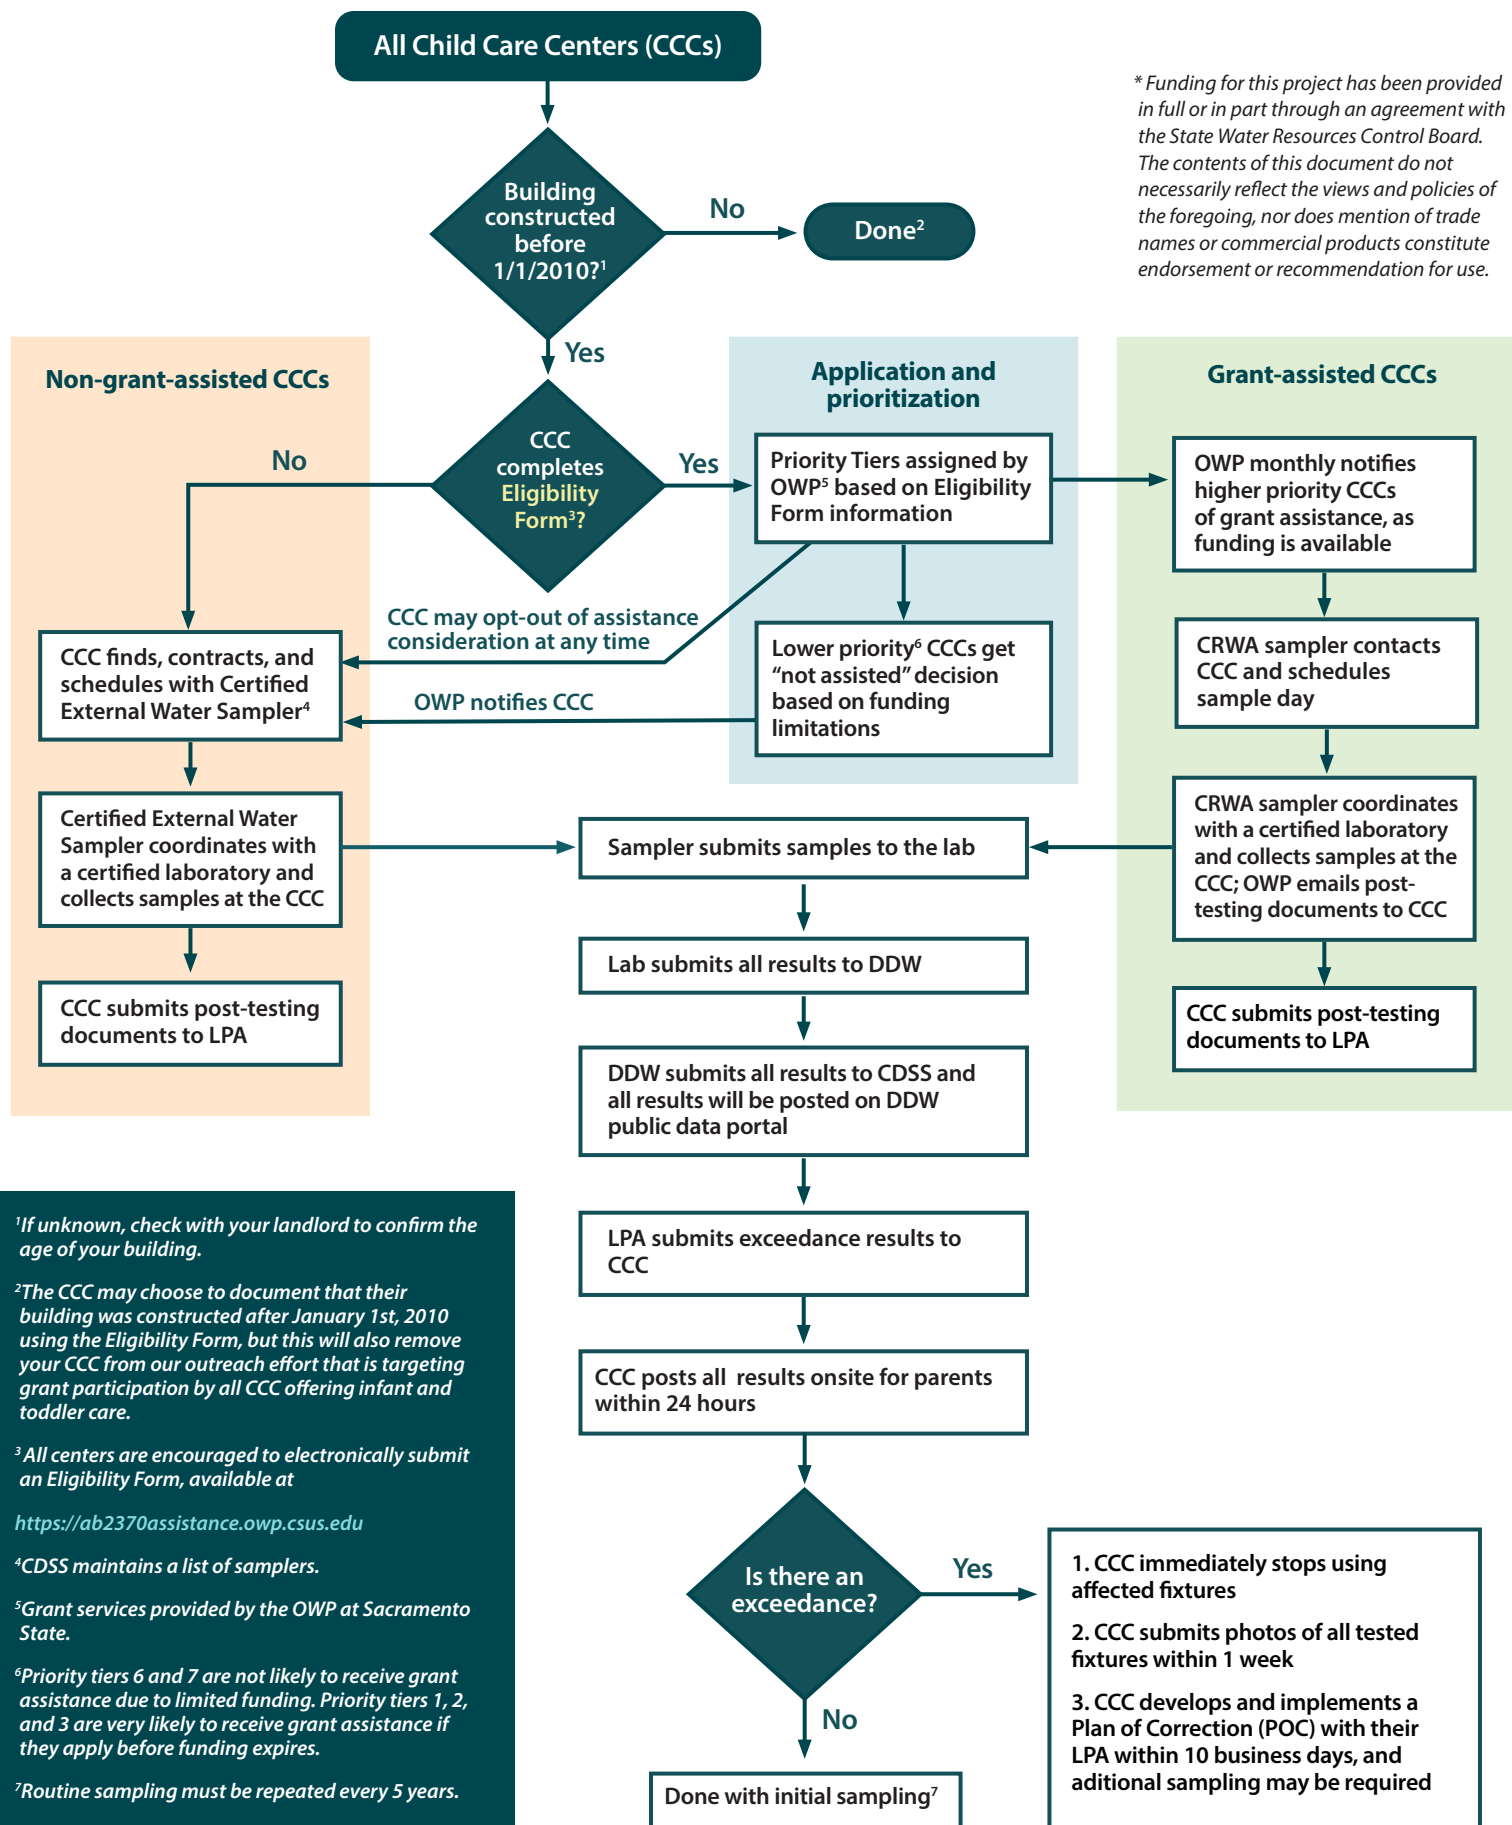 All Child Care Centers (CCCs)
* Funding for this project has been provided
in full or in part through an agreement with
the State Water Resources Control Board.
The contents of this document do not
necessarily reflect the views and policies of
the foregoing, nor does mention of trade
names or commercial products constitute
endorsement or recommendation for use.
Building
constructed
before
1/1/2010?¹
No
Done²
Yes
Non-grant-assisted CCCs
Application and
prioritization
Grant-assisted CCCs
No
CCC
completes
Eligibility
Form³?
Yes
Priority Tiers assigned by
OWP⁵ based on Eligibility
Form information
OWP monthly notifies
higher priority CCCs
of grant assistance, as
funding is available
CCC may opt-out of assistance
consideration at any time
CCC finds, contracts, and
schedules with Certified
External Water Sampler⁴
OWP notifies CCC
Lower priority⁶ CCCs get
“not assisted” decision
based on funding
limitations
CRWA sampler contacts
CCC and schedules
sample day
Certified External Water
Sampler coordinates with
a certified laboratory and
collects samples at the CCC
Sampler submits samples to the lab
CRWA sampler coordinates
with a certified laboratory
and collects samples at the
CCC; OWP emails post-
testing documents to CCC
CCC submits post-testing
documents to LPA
Lab submits all results to DDW
CCC submits post-testing
documents to LPA
DDW submits all results to CDSS and
all results will be posted on DDW
public data portal
LPA submits exceedance results to
CCC
CCC posts all results onsite for parents
within 24 hours
Is there an
exceedance?
Yes
1. CCC immediately stops using
affected fixtures
2. CCC submits photos of all tested
fixtures within 1 week
3. CCC develops and implements a
Plan of Correction (POC) with their
LPA within 10 business days, and
aditional sampling may be required
No
Done with initial sampling⁷
¹If unknown, check with your landlord to confirm the
age of your building.
²The CCC may choose to document that their
building was constructed after January 1st, 2010
using the Eligibility Form, but this will also remove
your CCC from our outreach effort that is targeting
grant participation by all CCC offering infant and
toddler care.
³ All centers are encouraged to electronically submit
an Eligibility Form, available at
https://ab2370assistance.owp.csus.edu
⁴CDSS maintains a list of samplers.
⁵Grant services provided by the OWP at Sacramento
State.
⁶Priority tiers 6 and 7 are not likely to receive grant
assistance due to limited funding. Priority tiers 1, 2,
and 3 are very likely to receive grant assistance if
they apply before funding expires.
⁷Routine sampling must be repeated every 5 years.